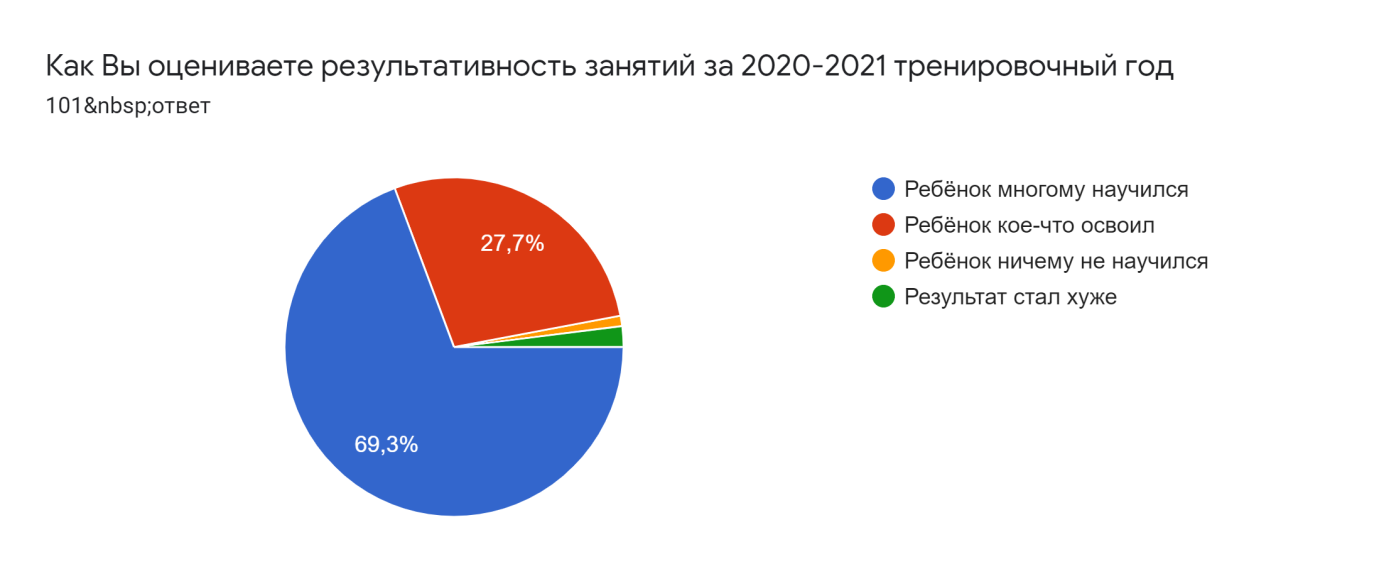 Как Вы оцениваете результативность занятий за 2020-2021 тренировочный год
101&nbsp;ответ
Ребёнок многому научился
Ребёнок кое-что освоил
Ребёнок ничему не научился
Результат стал хуже
27,7%
69,3%